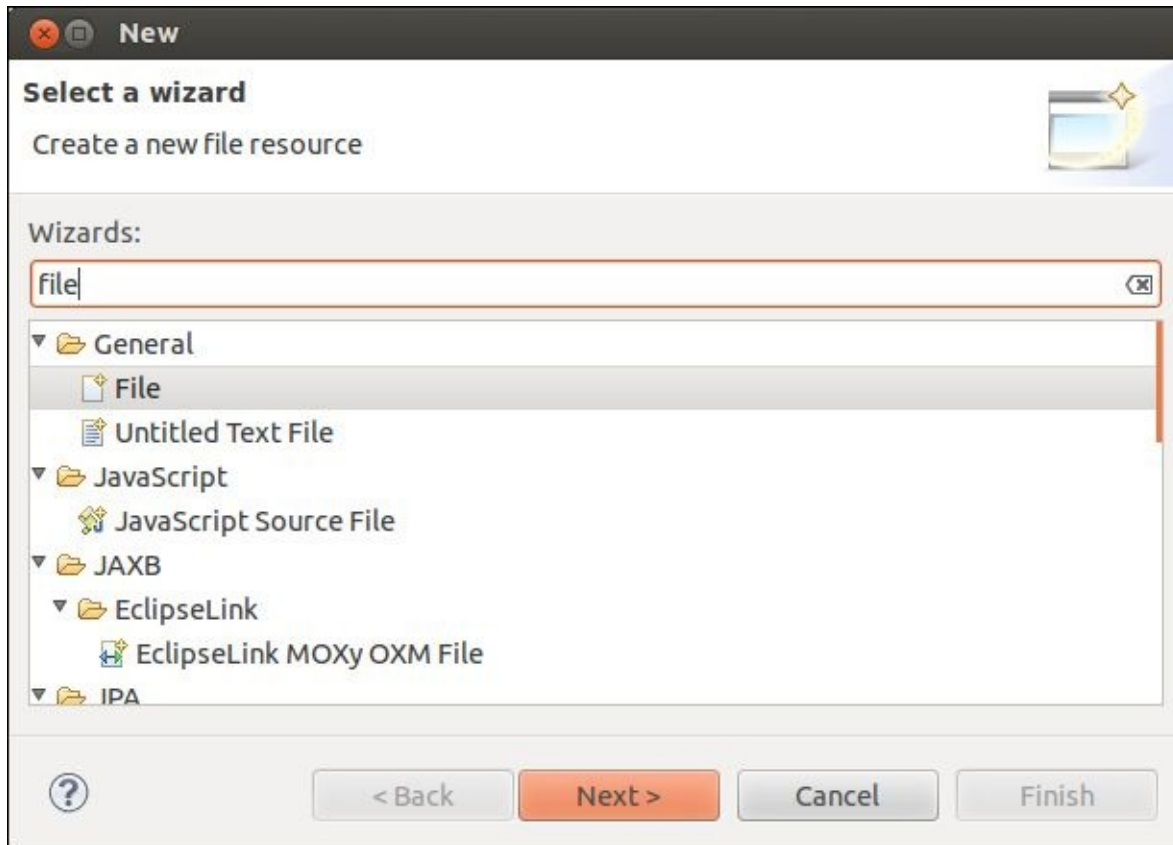 New
Select a wizard
Create a new file resource
Wizards:
file
General
File
Untitled Text File
JavaScript
JavaScript Source File
JAXB
EclipseLink
EclipseLink MOXy OXM File
JPA
?
< Back Next > Cancel Finish